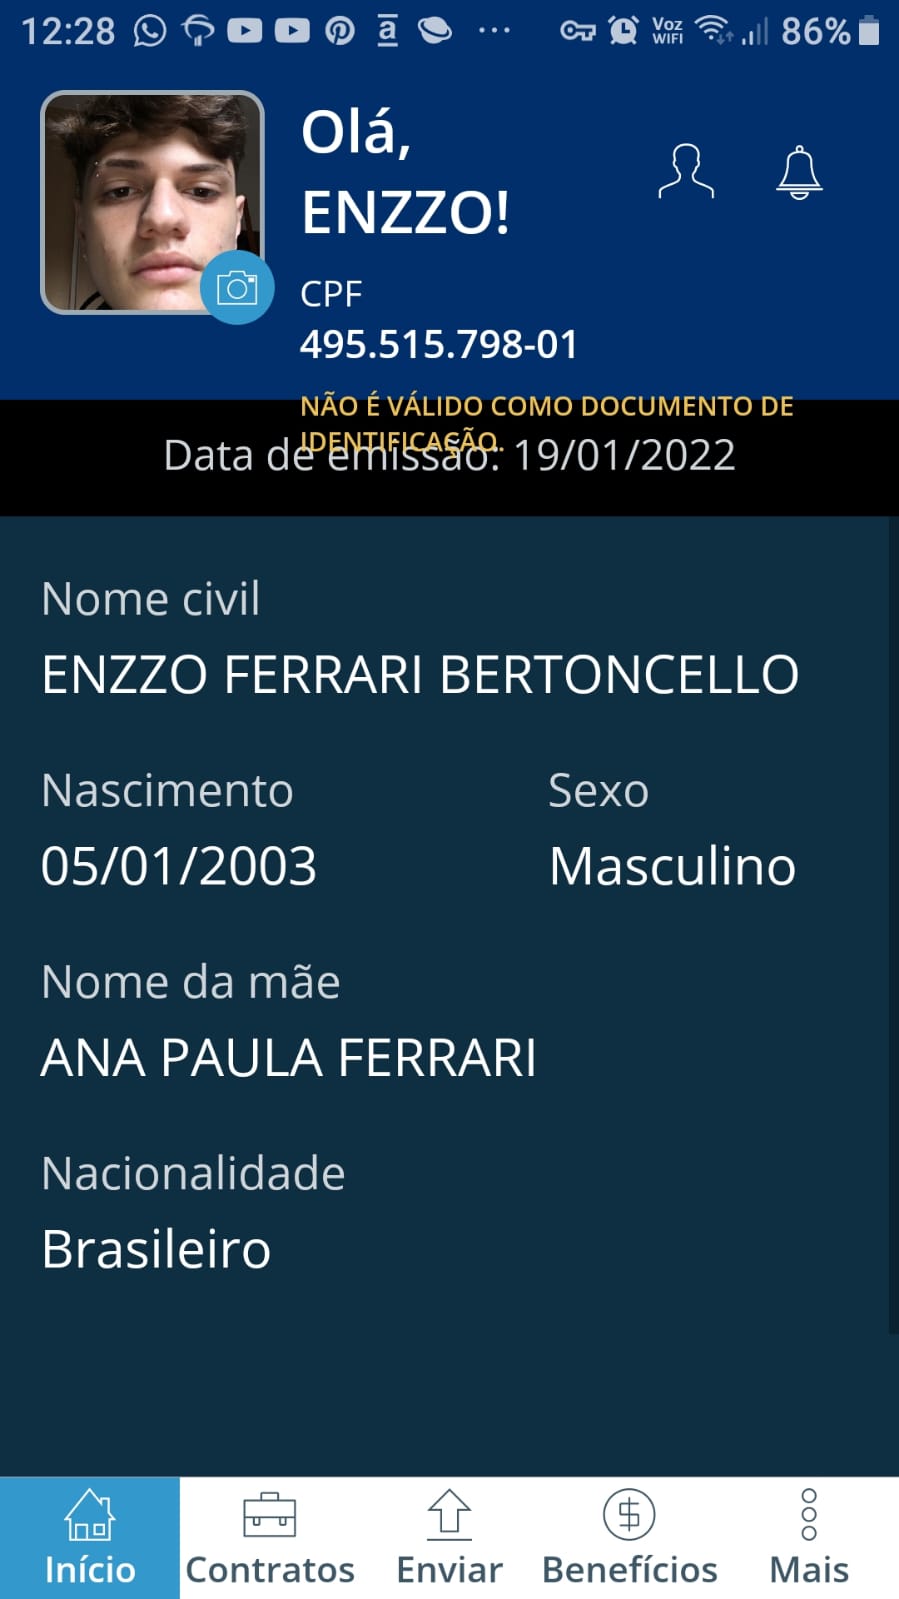 12:28
Voz
WIFI
86%
Olá,
ENZZO!
CPF
495.515.798-01
NÃO É VÁLIDO COMO DOCUMENTO DE
IDENTIFICAÇÃO.
Data de emissão: 19/01/2022
Nome civil
ENZZO FERRARI BERTONCELLO
Nascimento
Sexo
05/01/2003
Masculino
Nome da mãe
ANA PAULA FERRARI
Nacionalidade
Brasileiro
Início
Contratos
Enviar
Benefícios
Mais